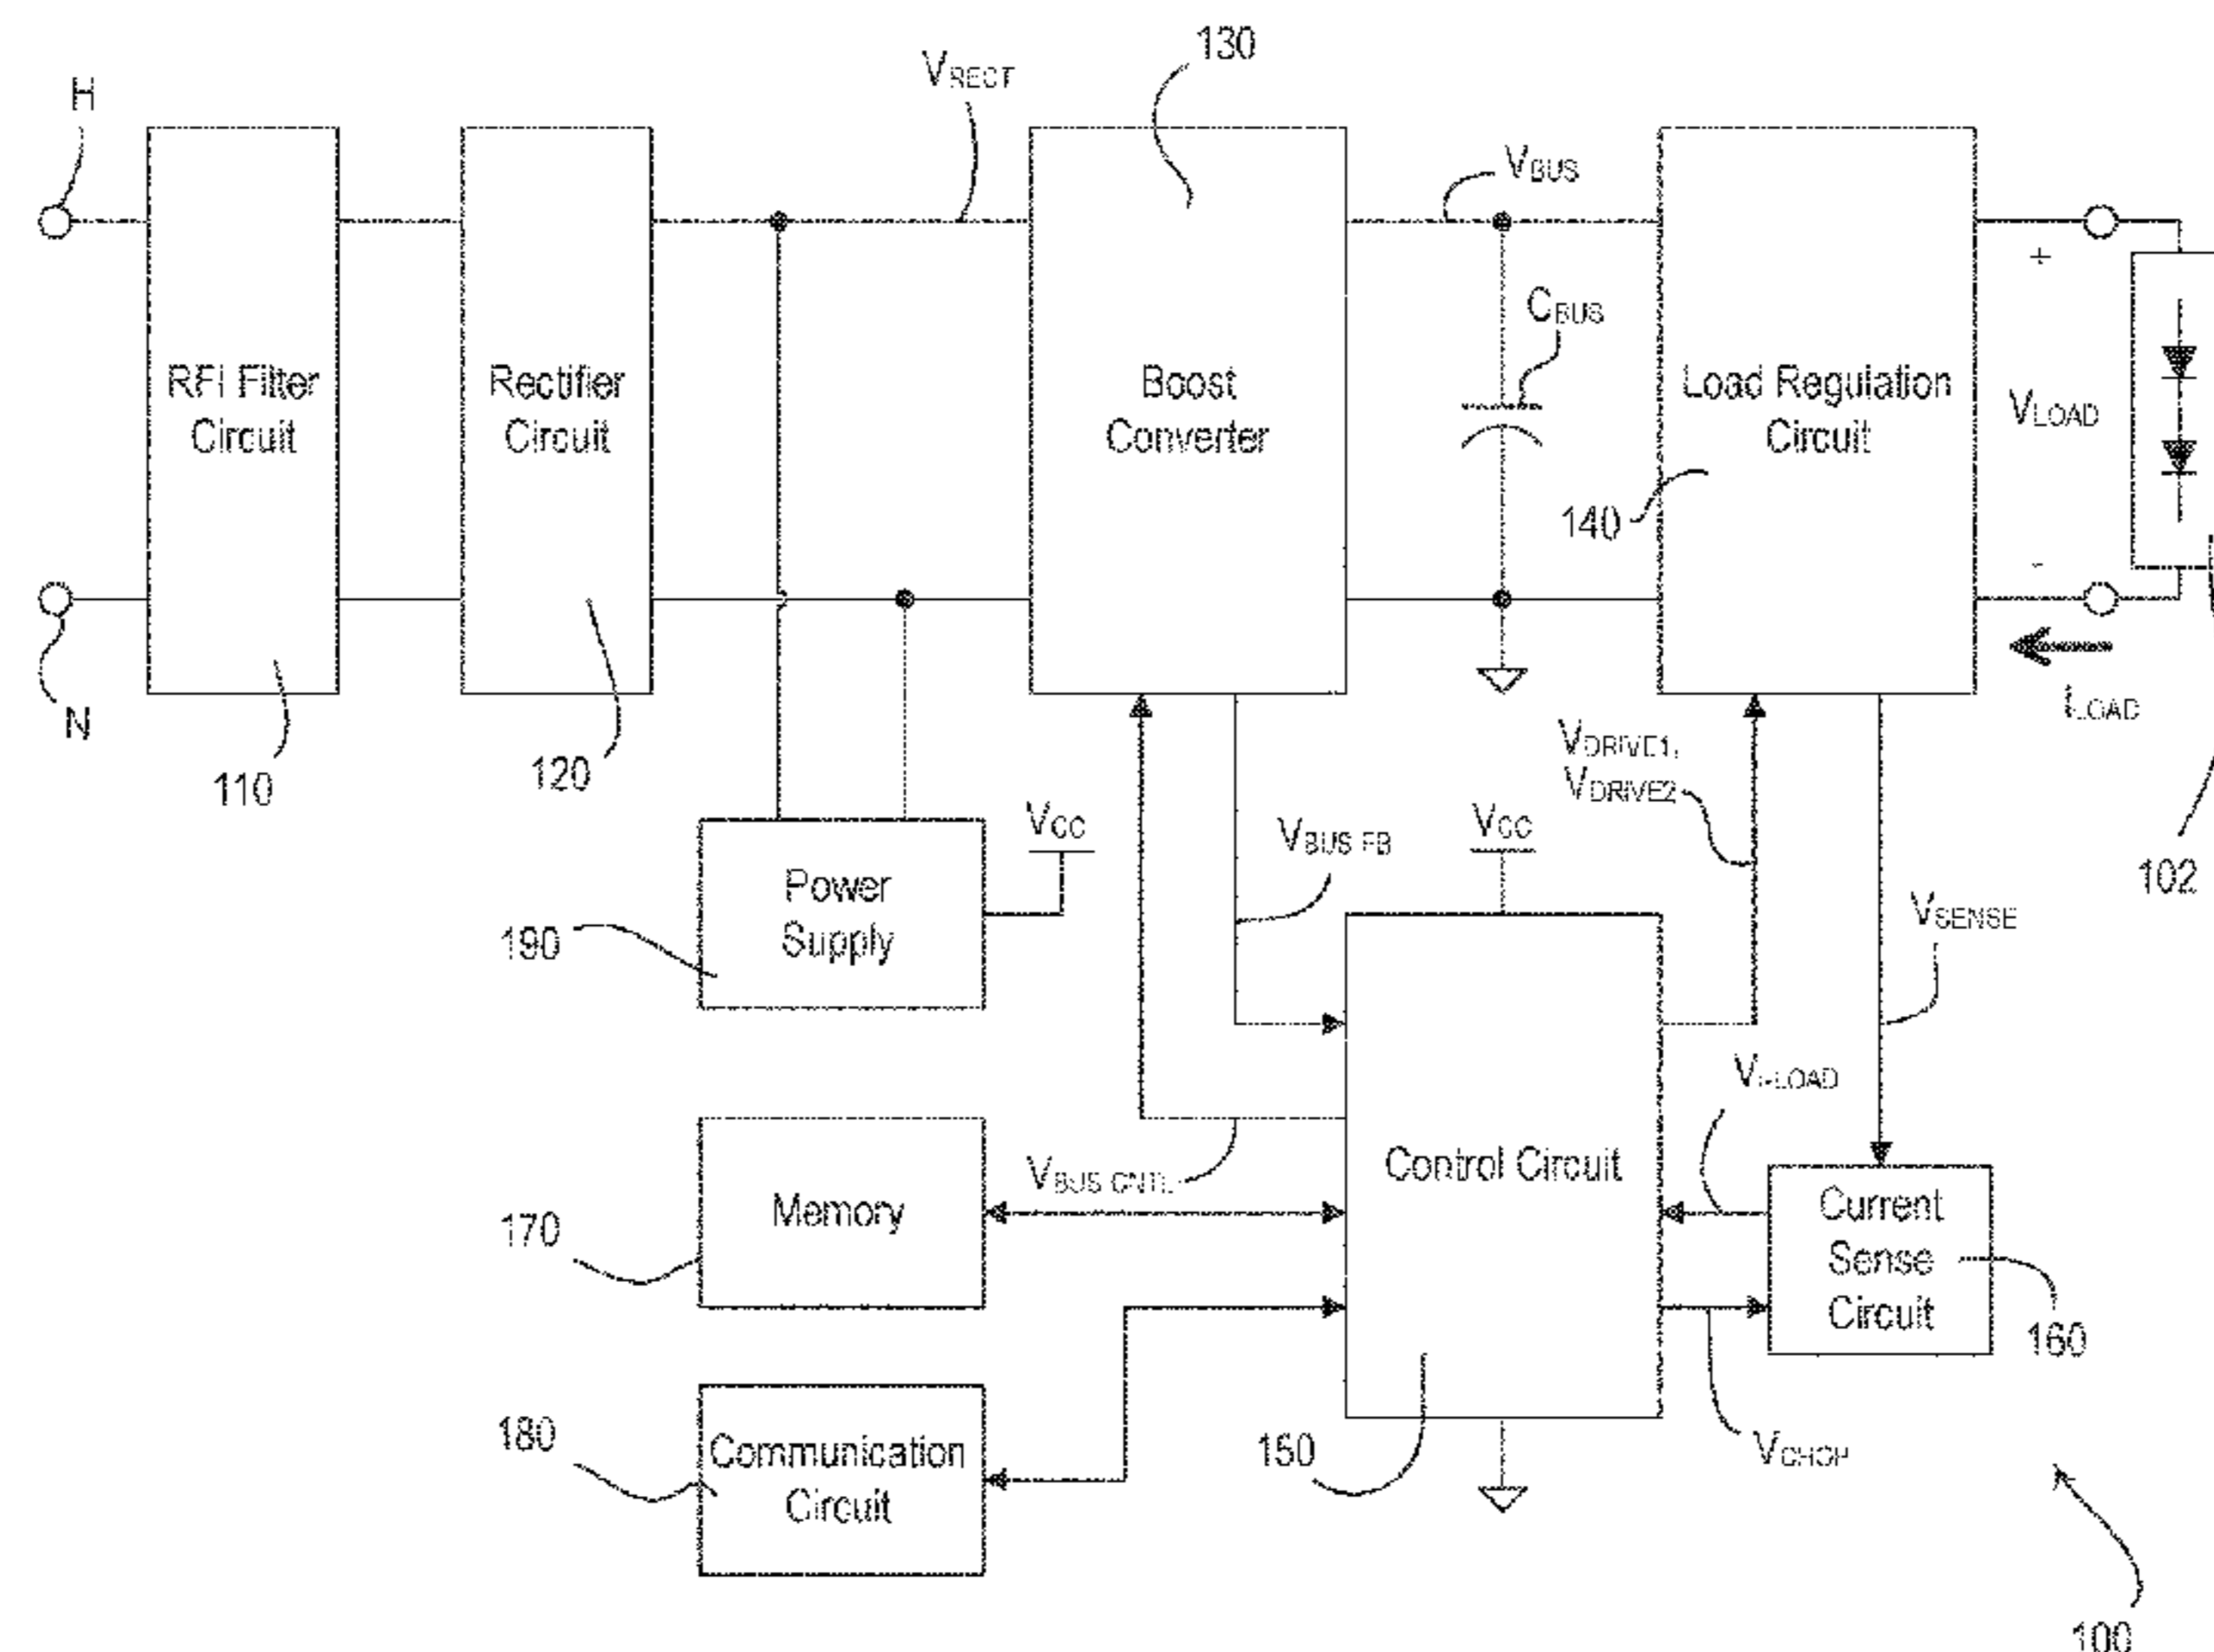 130
H
VRECT
VBUS
CBUS
RFI Filter
Circuit
Rectifier
Circuit
Boost
Converter
Load Regulation
Circuit
+
VLOAD
-
140
N
110
120
ILOAD
VDRIVE1,
VDRIVE2
VCC
VBUS FB
VCC
102
Power
Supply
190
VSENSE
VI-LOAD
Control Circuit
VBUS CNTL
Memory
170
Current
Sense
Circuit
160
180
Communication
Circuit
150
VCHOP
100